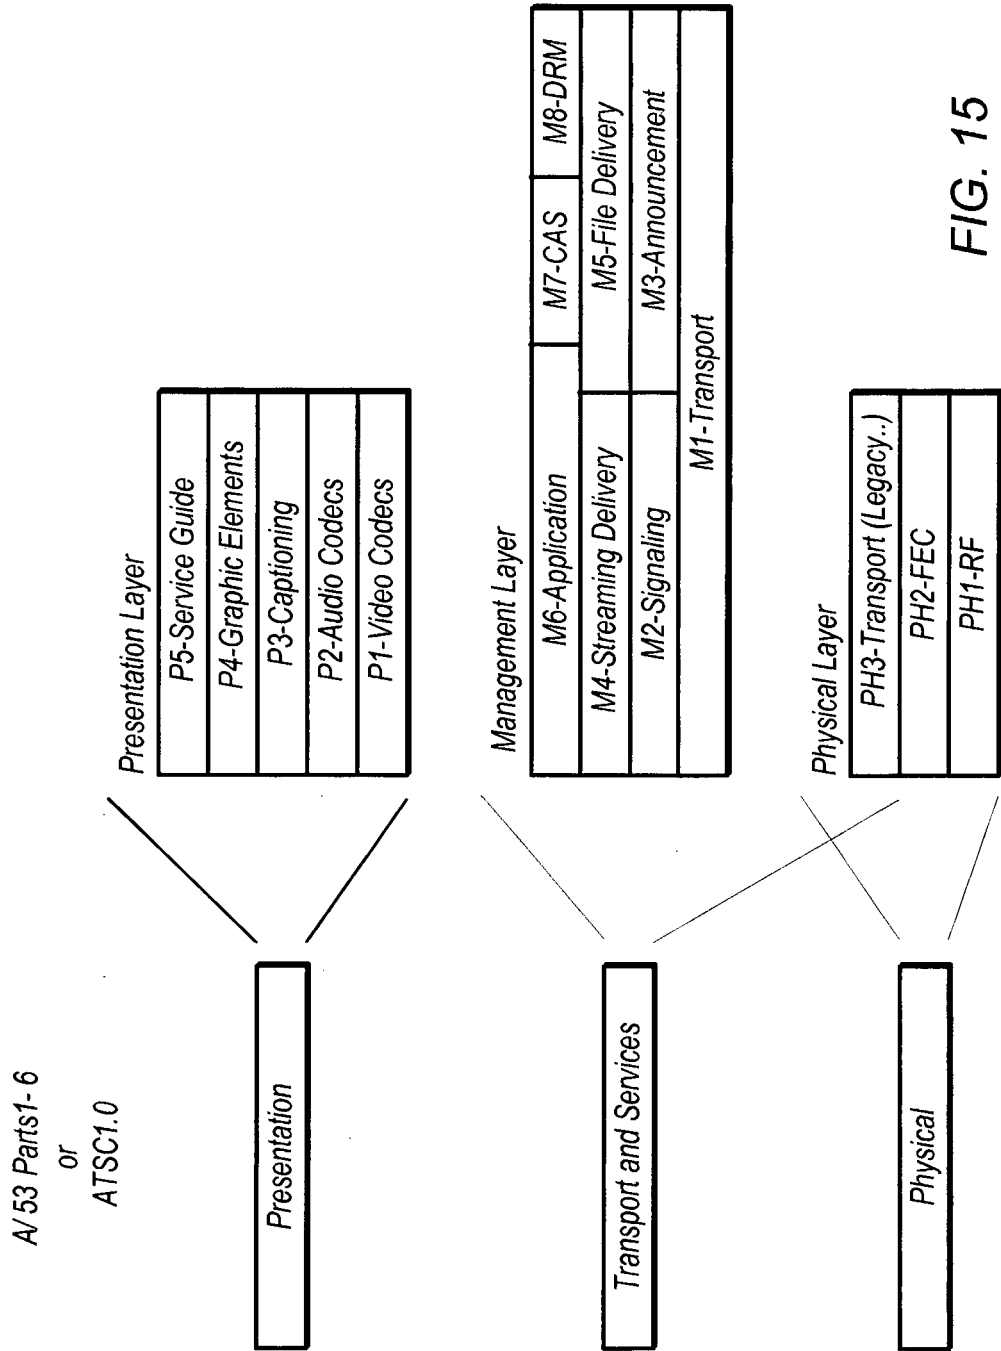 A/53 Parts1-6
or
ATSC1.0
Presentation
Presentation Layer
P5-Service Guide
P4-Graphic Elements
P3-Captioning
P2-Audio Codecs
P1-Video Codecs
Transport and Services
Management Layer
M6-Application
M7-CAS
M8-DRM
M4-Streaming Delivery
M5-File Delivery
M2-Signaling
M3-Announcement
M1-Transport
Physical
Physical Layer
PH3-Transport (Legacy..)
PH2-FEC
PH1-RF
FIG. 15